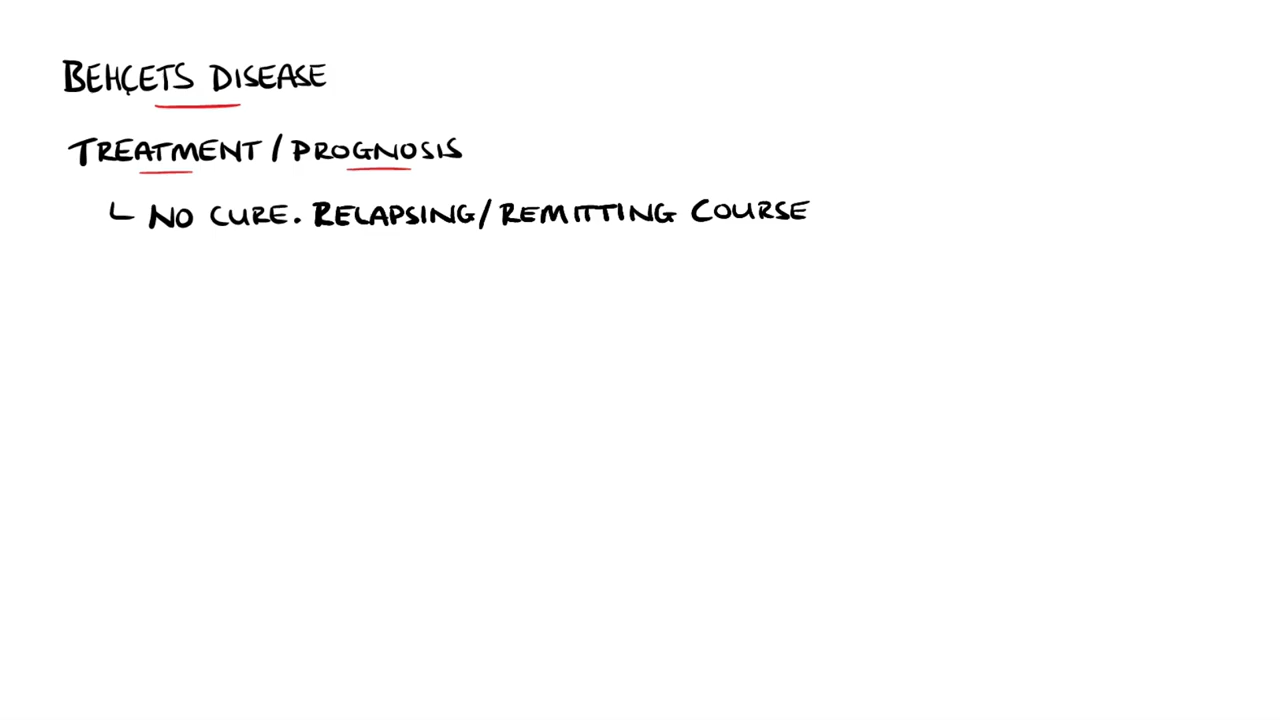 BEHÇETS DISEASE
TREATMENT / PROGNOSIS
NO CURE. RELAPSING / REMITTING COURSE